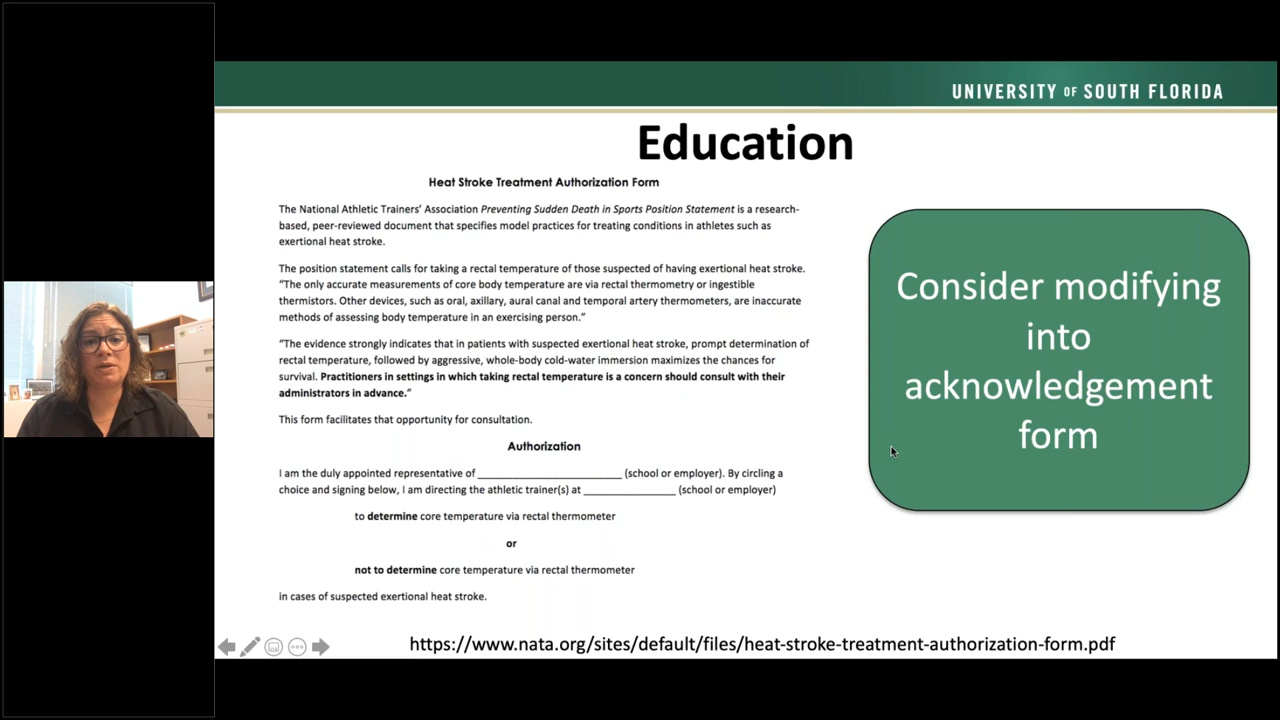 UNIVERSITY OF SOUTH FLORIDA
Education
Heat Stroke Treatment Authorization Form
The National Athletic Trainers' Association Preventing Sudden Death in Sports Position Statement is a research-
based, peer-reviewed document that specifies model practices for treating conditions in athletes such as
exertional heat stroke.
The position statement calls for taking a rectal temperature of those suspected of having exertional heat stroke.
"The only accurate measurements of core body temperature are via rectal thermometry or ingestible
thermistors. Other devices, such as oral, axillary, aural canal and temporal artery thermometers, are inaccurate
methods of assessing body temperature in an exercising person."
"The evidence strongly indicates that in patients with suspected exertional heat stroke, prompt determination of
rectal temperature, followed by aggressive, whole-body cold-water immersion maximizes the chances for
survival. Practitioners in settings in which taking rectal temperature is a concern should consult with their
administrators in advance."
This form facilitates that opportunity for consultation.
Authorization
I am the duly appointed representative of ________________________ (school or employer). By circling a
choice and signing below, I am directing the athletic trainer(s) at ________________ (school or employer)
to determine core temperature via rectal thermometer
or
not to determine core temperature via rectal thermometer
in cases of suspected exertional heat stroke.
Consider modifying
into
acknowledgement
form
https://www.nata.org/sites/default/files/heat-stroke-treatment-authorization-form.pdf